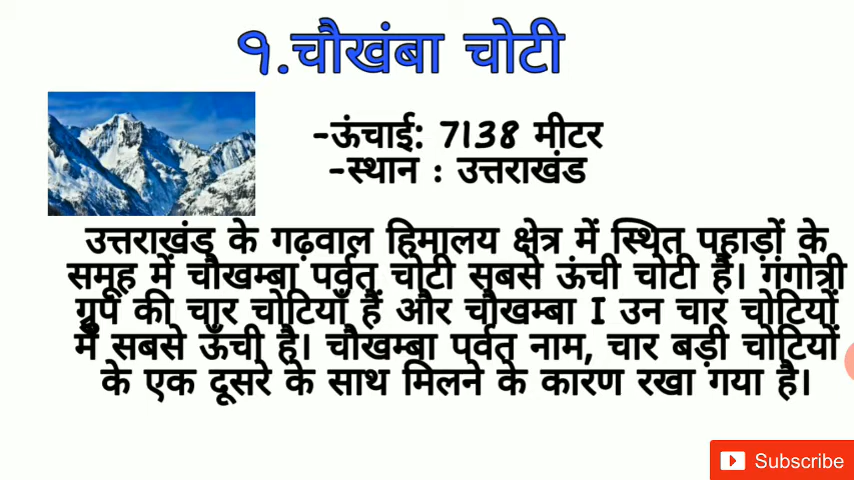 १.चौखंबा चोटी
-ऊंचाई: 7138 मीटर
-स्थान : उत्तराखंड
उत्तराखंड के गढ़वाल हिमालय क्षेत्र में स्थित पहाड़ों के
समूह में चौखम्बा पर्वत चोटी सबसे ऊंची चोटी है। गंगोत्री
ग्रुप की चार चोटियाँ हैं और चौखम्बा I उन चार चोटियों
में सबसे ऊँची है। चौखम्बा पर्वत नाम, चार बड़ी चोटियों
के एक दूसरे के साथ मिलने के कारण रखा गया है।
Subscribe